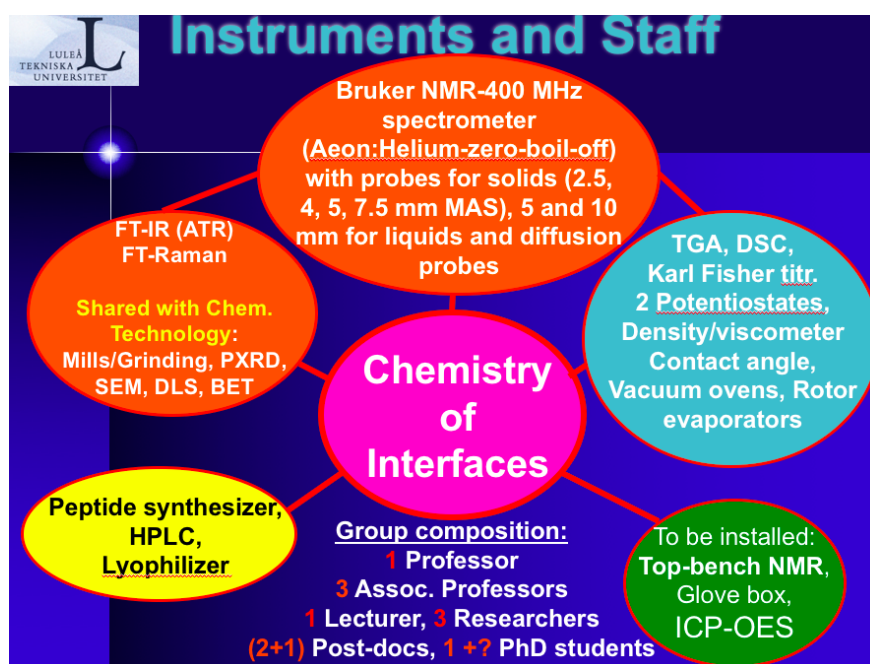 LULEÅ
TEKNISKA
UNIVERSITET
L
Instruments and Staff
Bruker NMR-400 MHz
spectrometer
(Aeon:Helium-zero-boil-off)
with probes for solids (2.5,
4, 5, 7.5 mm MAS), 5 and 10
mm for liquids and diffusion
probes
FT-IR (ATR)
FT-Raman
Shared with Chem.
Technology:
Mills/Grinding, PXRD,
SEM, DLS, BET
TGA, DSC,
Karl Fisher titr.
2 Potentiostates,
Density/viscometer
Contact angle,
Vacuum ovens, Rotor
evaporators
Chemistry
of
Interfaces
Peptide synthesizer,
HPLC,
Lyophilizer
Group composition:
1 Professor
3 Assoc. Professors
1 Lecturer, 3 Researchers
(2+1) Post-docs, 1 +? PhD students
To be installed:
Top-bench NMR,
Glove box,
ICP-OES